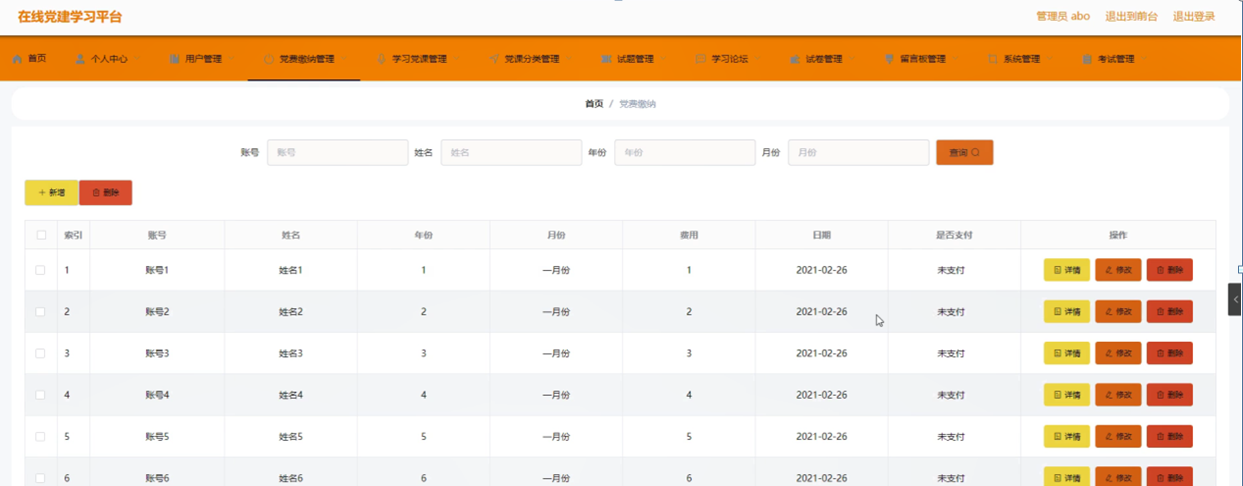 在线党建学习平台 管理员 abo 退出到前台 退出登录
首页 个人中心 用户管理 党费缴纳管理 学习党课管理 党课分类管理 试题管理 学习论坛 试卷管理 留言板管理 系统管理 考试管理
首页 / 党费缴纳
账号 账号 姓名 姓名 年份 年份 月份 月份 查询
+ 新增 删除
索引 账号 姓名 年份 月份 费用 日期 是否支付 操作
1 账号1 姓名1 1 一月份 1 2021-02-26 未支付 详情 修改 删除
2 账号2 姓名2 2 一月份 2 2021-02-26 未支付 详情 修改 删除
3 账号3 姓名3 3 一月份 3 2021-02-26 未支付 详情 修改 删除
4 账号4 姓名4 4 一月份 4 2021-02-26 未支付 详情 修改 删除
5 账号5 姓名5 5 一月份 5 2021-02-26 未支付 详情 修改 删除
6 账号6 姓名6 6 一月份 6 2021-02-26 未支付 详情 修改 删除